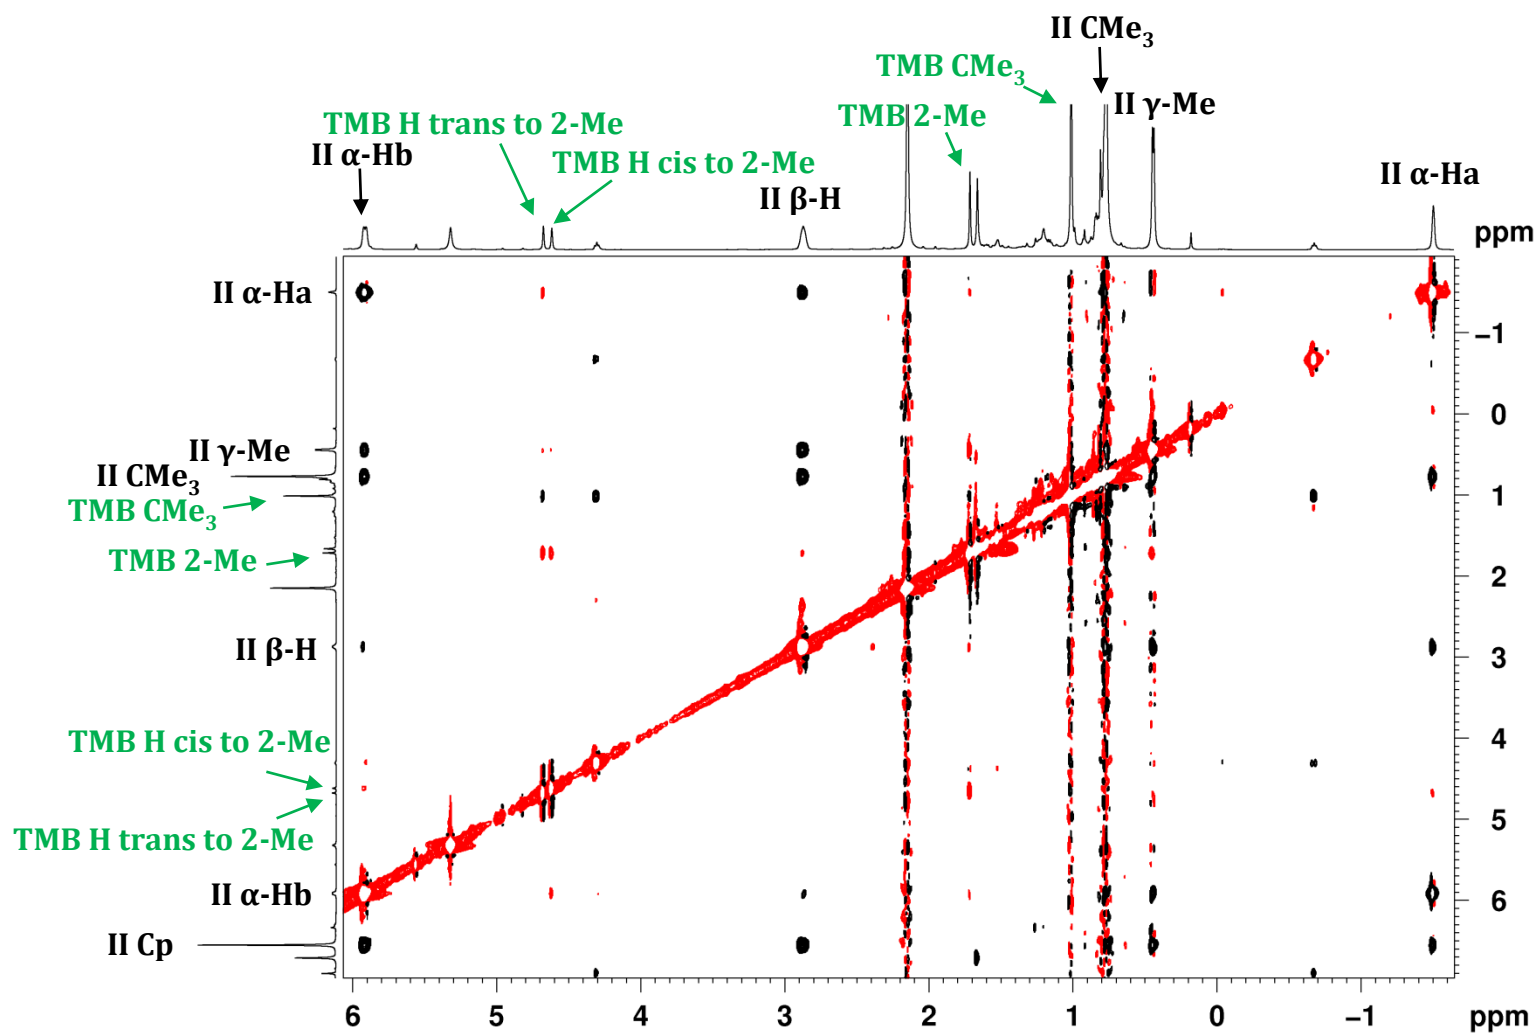 II CMe₃
TMB CMe₃
II γ-Me
TMB 2-Me
TMB H trans to 2-Me
II α-Hb
TMB H cis to 2-Me
II β-H
II α-Ha
ppm
II α-Ha
II γ-Me
II CMe₃
TMB CMe₃
TMB 2-Me
II β-H
TMB H cis to 2-Me
TMB H trans to 2-Me
II α-Hb
II Cp
−1
0
1
2
3
4
5
6
6 5 4 3 2 1 0 −1 ppm